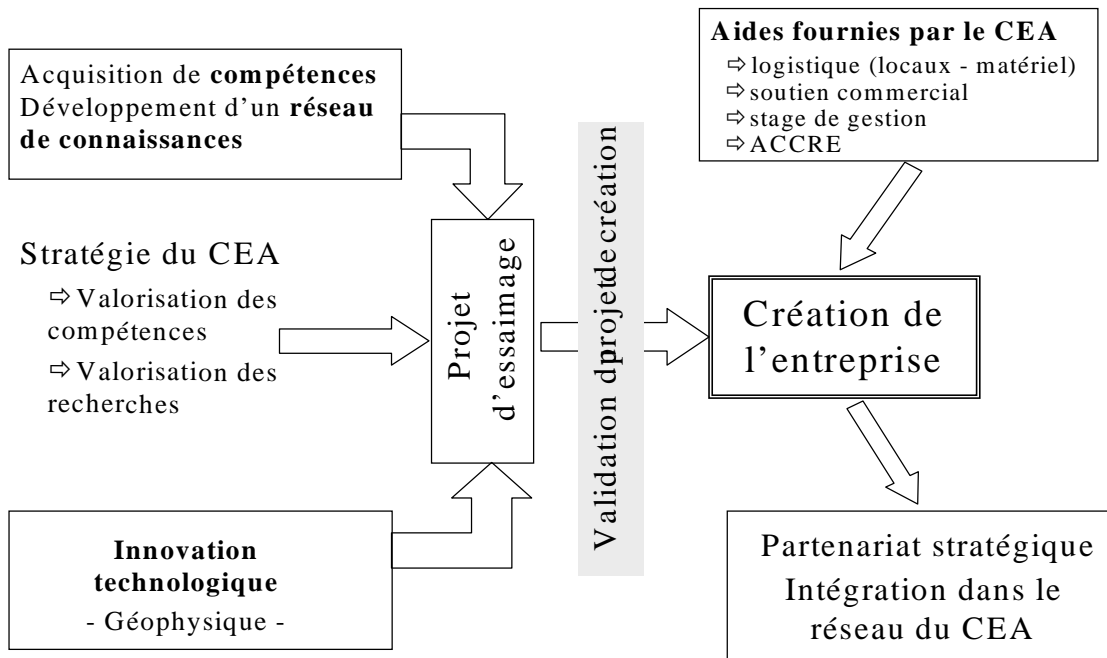 Acquisition de compétences
Développement d'un réseau
de connaissances
Stratégie du CEA
⇨ Valorisation des
compétences
⇨ Valorisation des
recherches
Innovation
technologique
- Géophysique -
Projet
d'essaimage
Validation du projet de création
Aides fournies par le CEA
⇨ logistique (locaux - matériel)
⇨ soutien commercial
⇨ stage de gestion
⇨ ACCRE
Création de
l'entreprise
Partenariat stratégique
Intégration dans le
réseau du CEA